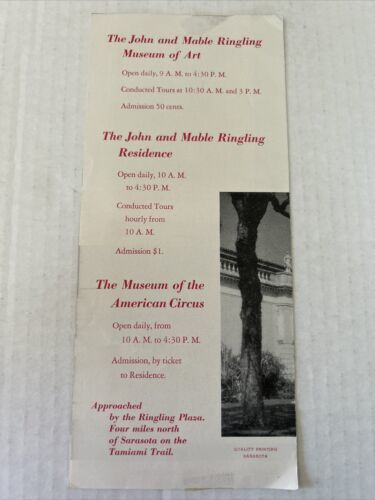 The John and Mable Ringling
Museum of Art
Open daily, 9 A. M. to 4:30 P. M.
Conducted Tours at 10:30 A. M. and 3 P. M.
Admission 50 cents.
The John and Mable Ringling
Residence
Open daily, 10 A. M.
to 4:30 P. M.
Conducted Tours
hourly from
10 A. M.
Admission $1.
The Museum of the
American Circus
Open daily, from
10 A. M. to 4:30 P. M.
Admission, by ticket
to Residence.
Approached
by the Ringling Plaza.
Four miles north
of Sarasota on the
Tamiami Trail.
QUALITY PRINTING
SARASOTA